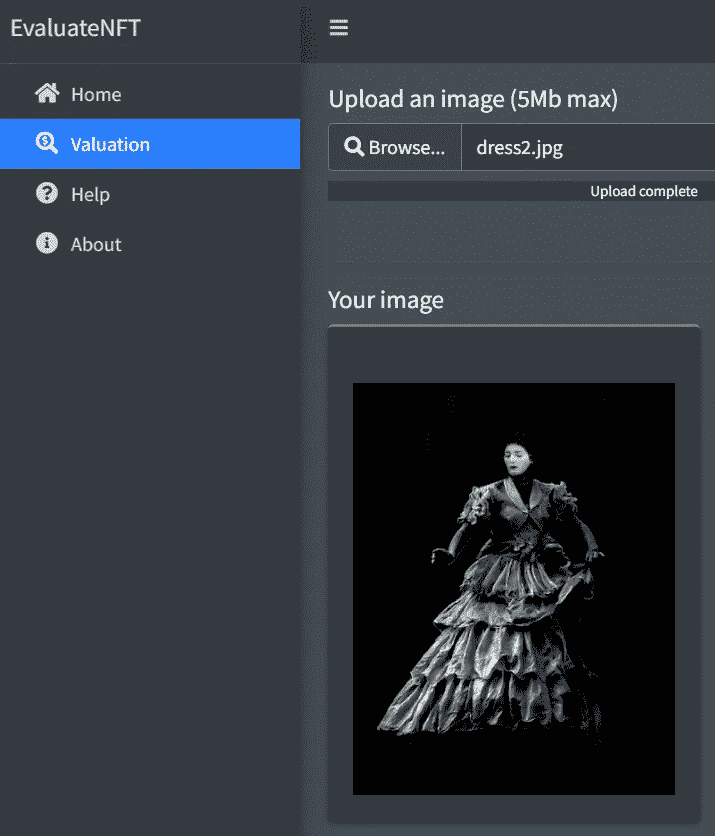 EvaluateNFT
Home
Valuation
Help
About
Upload an image (5Mb max)
Browse... dress2.jpg
Upload complete
Your image